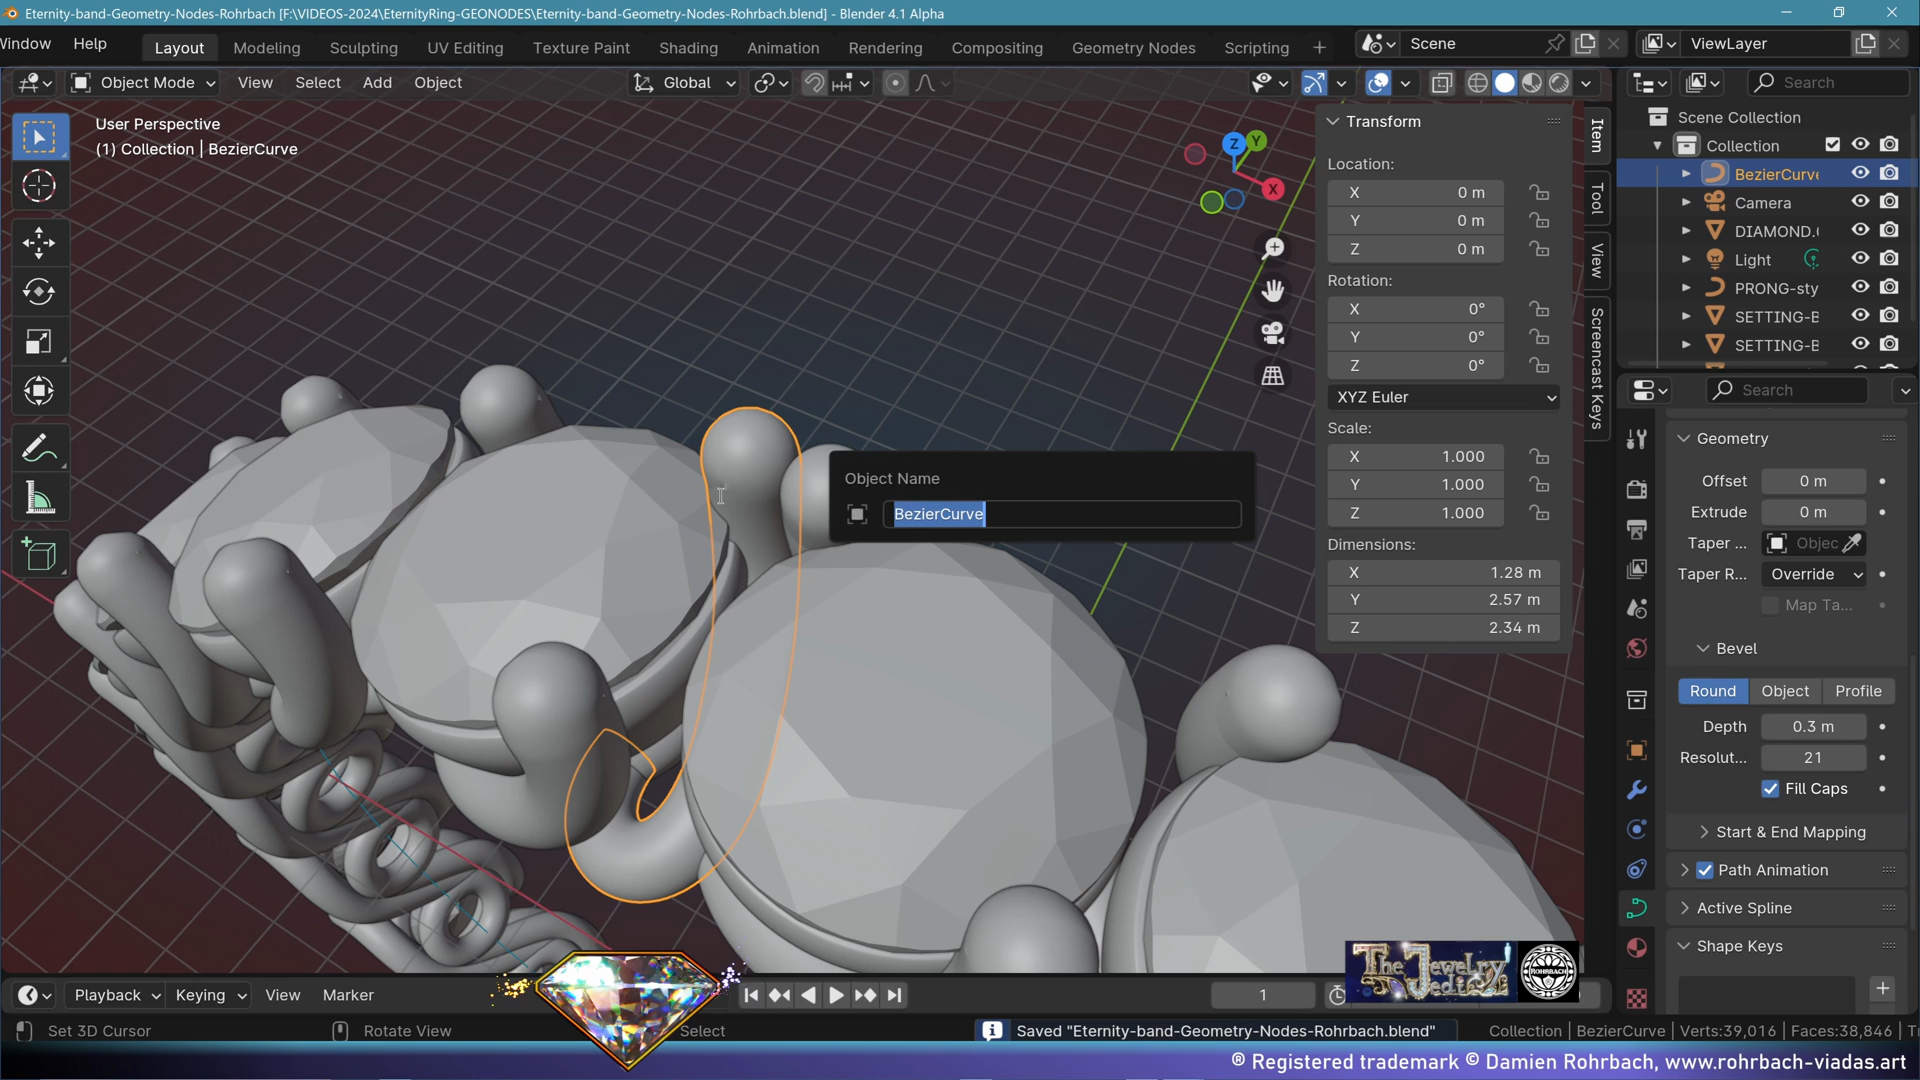 Eternity-band-Geometry-Nodes-Rohrbach [F:\VIDEOS-2024\EternityRing-GEONODES\Eternity-band-Geometry-Nodes-Rohrbach.blend] - Blender 4.1 Alpha
Window Help Layout Modeling Sculpting UV Editing Texture Paint Shading Animation Rendering Compositing Geometry Nodes Scripting + Scene ViewLayer
Object Mode View Select Add Object Global Search
User Perspective
(1) Collection | BezierCurve
Z Y X
Transform
Location:
X 0 m
Y 0 m
Z 0 m
Rotation:
X 0°
Y 0°
Z 0°
XYZ Euler
Scale:
X 1.000
Y 1.000
Z 1.000
Dimensions:
X 1.28 m
Y 2.57 m
Z 2.34 m
Item
Tool
View
Screencast Keys
Scene Collection
Collection
BezierCurve
Camera
DIAMOND.
Light
PRONG-sty
SETTING-B
SETTING-B
Search
Geometry
Offset 0 m
Extrude 0 m
Taper ... Objec
Taper R... Override
Map Ta...
Bevel
Round Object Profile
Depth 0.3 m
Resolut... 21
Fill Caps
Start & End Mapping
Path Animation
Active Spline
Shape Keys
Object Name
BezierCurve
The Jewelry Jedi
ROHRBACH
Playback Keying View Marker 1
Set 3D Cursor Rotate View Select Saved "Eternity-band-Geometry-Nodes-Rohrbach.blend" Collection | BezierCurve | Verts:39,016 | Faces:38,846 | T
® Registered trademark © Damien Rohrbach, www.rohrbach-viadas.art